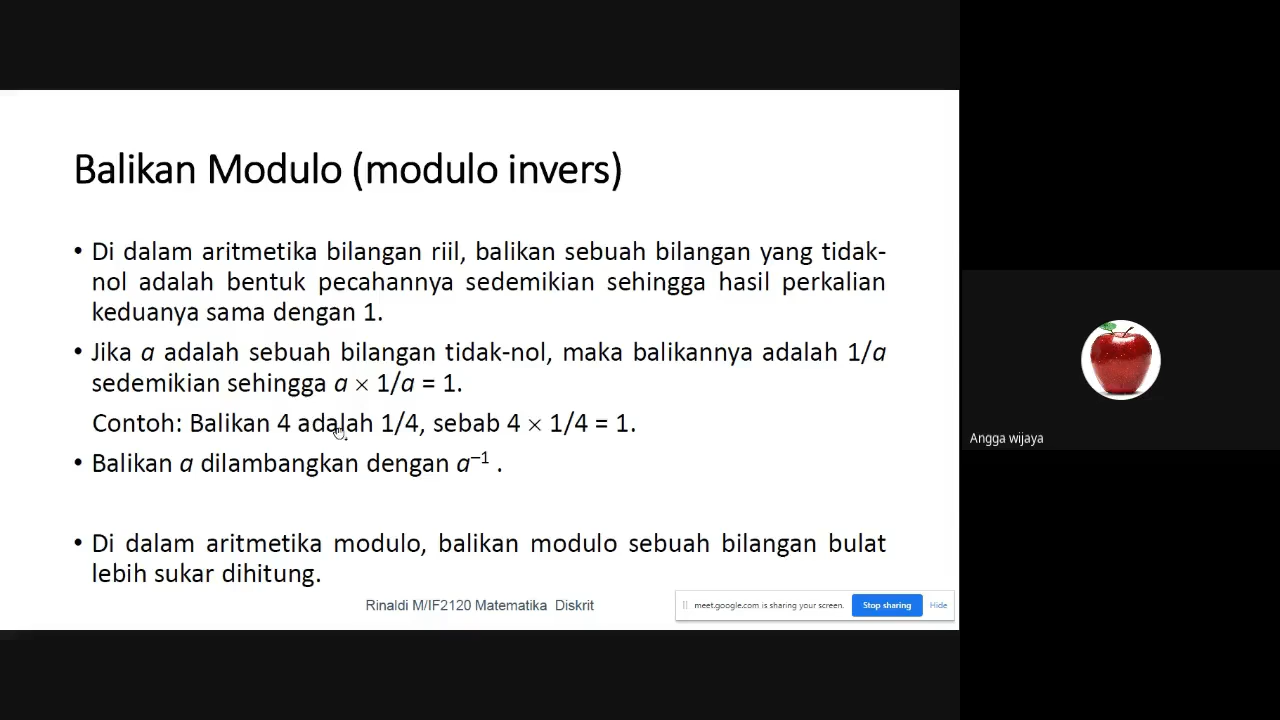 Balikan Modulo (modulo invers)
• Di dalam aritmetika bilangan riil, balikan sebuah bilangan yang tidak-
nol adalah bentuk pecahannya sedemikian sehingga hasil perkalian
keduanya sama dengan 1.
• Jika a adalah sebuah bilangan tidak-nol, maka balikannya adalah 1/a
sedemikian sehingga a × 1/a = 1.
Contoh: Balikan 4 adalah 1/4, sebab 4 × 1/4 = 1.
• Balikan a dilambangkan dengan a⁻¹ .
• Di dalam aritmetika modulo, balikan modulo sebuah bilangan bulat
lebih sukar dihitung.
Rinaldi M/IF2120 Matematika Diskrit
meet.google.com is sharing your screen. Stop sharing Hide
Angga wijaya